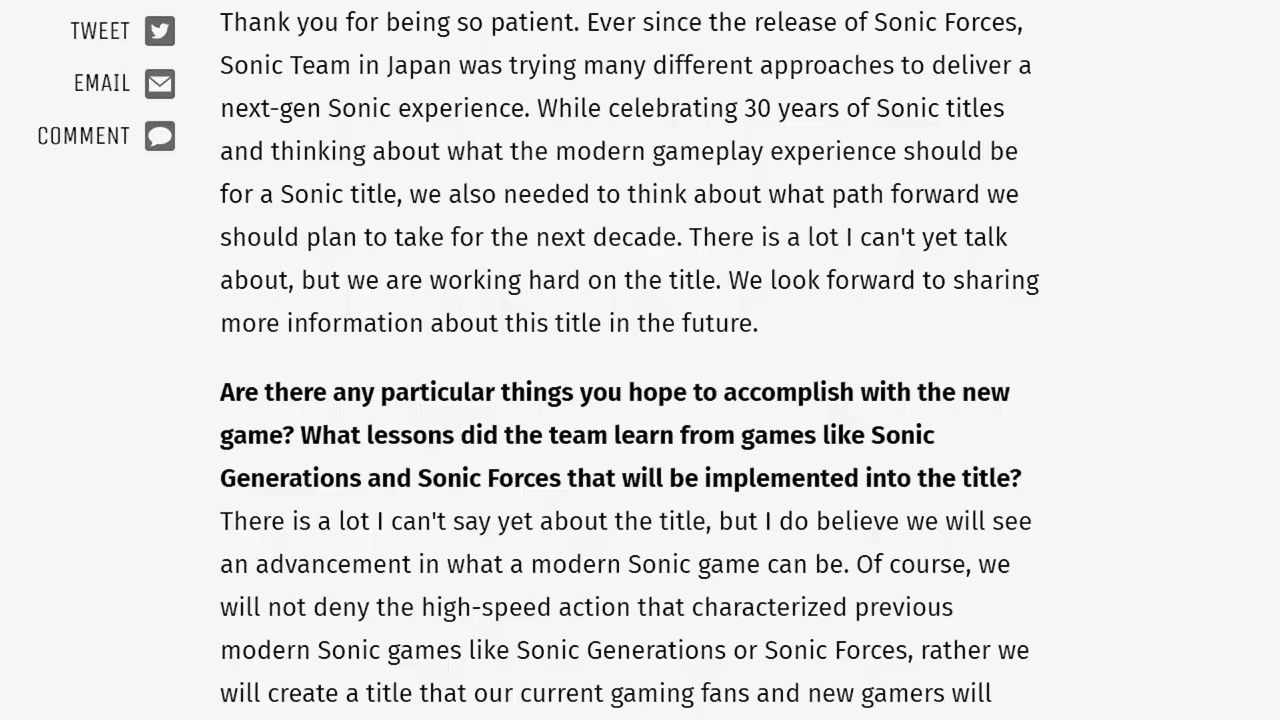 TWEET
EMAIL
COMMENT
Thank you for being so patient. Ever since the release of Sonic Forces,
Sonic Team in Japan was trying many different approaches to deliver a
next-gen Sonic experience. While celebrating 30 years of Sonic titles
and thinking about what the modern gameplay experience should be
for a Sonic title, we also needed to think about what path forward we
should plan to take for the next decade. There is a lot I can't yet talk
about, but we are working hard on the title. We look forward to sharing
more information about this title in the future.
Are there any particular things you hope to accomplish with the new
game? What lessons did the team learn from games like Sonic
Generations and Sonic Forces that will be implemented into the title?
There is a lot I can't say yet about the title, but I do believe we will see
an advancement in what a modern Sonic game can be. Of course, we
will not deny the high-speed action that characterized previous
modern Sonic games like Sonic Generations or Sonic Forces, rather we
will create a title that our current gaming fans and new gamers will